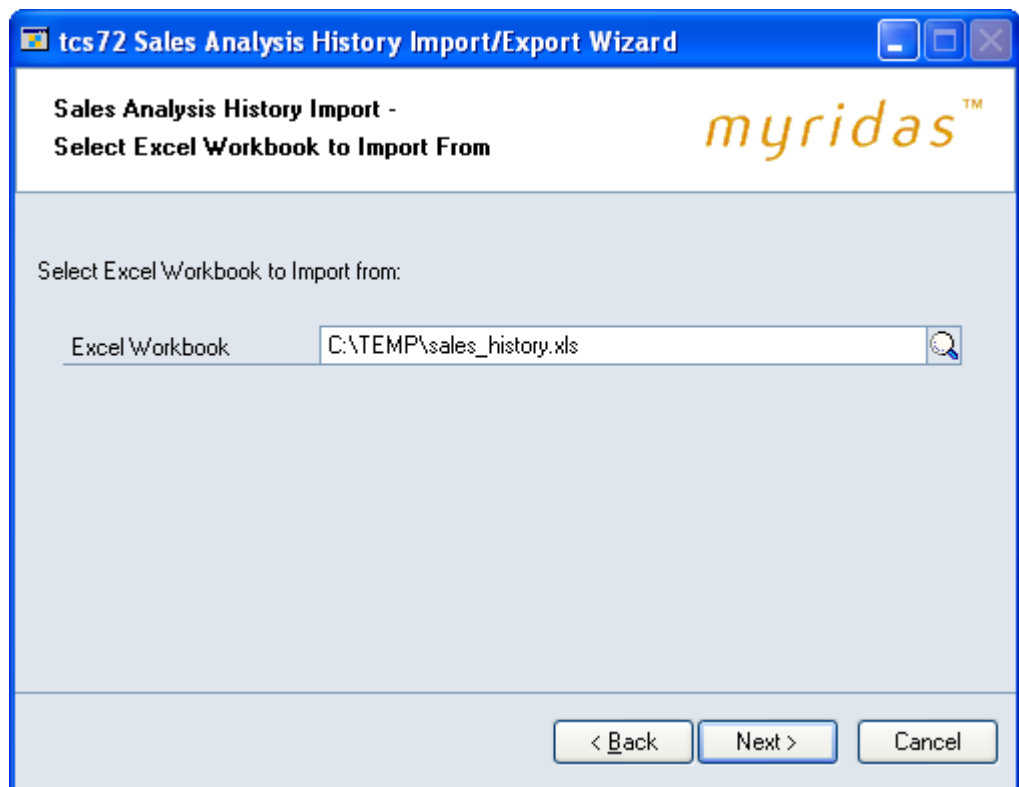 tcs72 Sales Analysis History Import/Export Wizard
Sales Analysis History Import -
Select Excel Workbook to Import From
myridas™
Select Excel Workbook to Import from:
Excel Workbook C:\TEMP\sales_history.xls
< Back Next > Cancel